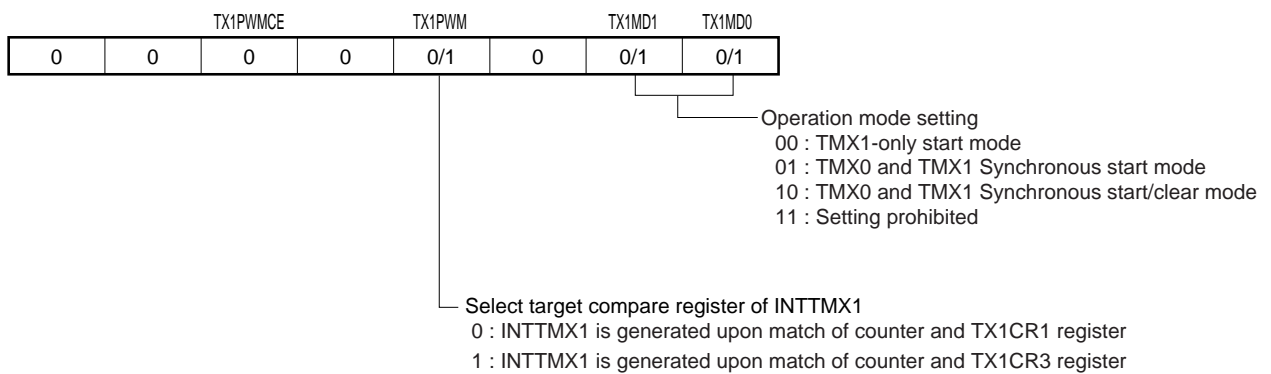 TX1PWMCE TX1PWM TX1MD1 TX1MD0
0 0 0 0 0/1 0 0/1 0/1
Operation mode setting
00 : TMX1-only start mode
01 : TMX0 and TMX1 Synchronous start mode
10 : TMX0 and TMX1 Synchronous start/clear mode
11 : Setting prohibited
Select target compare register of INTTMX1
0 : INTTMX1 is generated upon match of counter and TX1CR1 register
1 : INTTMX1 is generated upon match of counter and TX1CR3 register